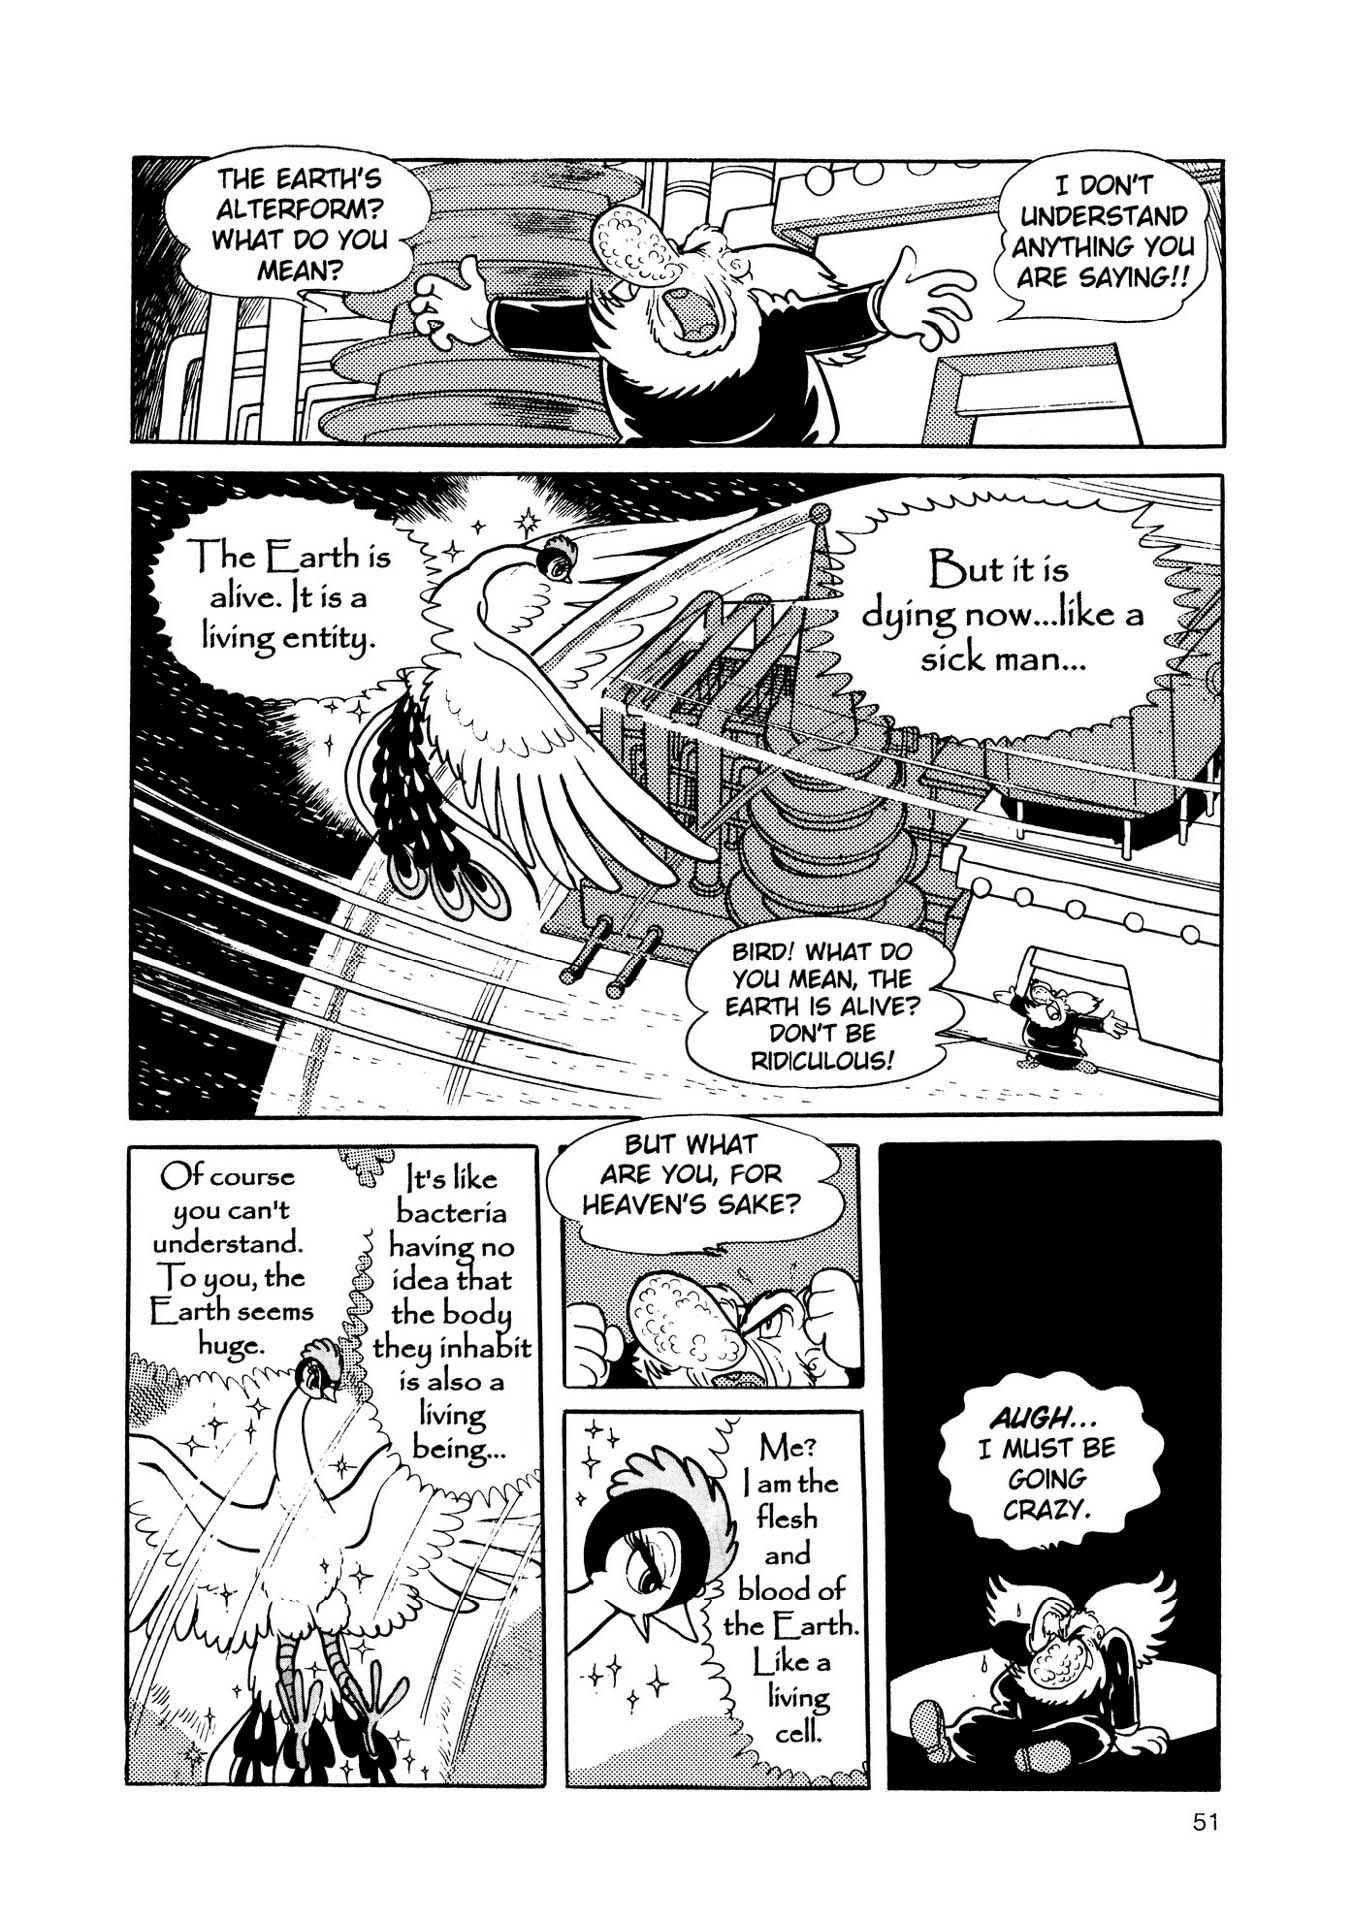 THE EARTH'S
ALTERFORM?
WHAT DO YOU
MEAN?
I DON'T
UNDERSTAND
ANYTHING YOU
ARE SAYING!!
The Earth is
alive. It is a
living entity.
But it is
dying now...like a
sick man...
BIRD! WHAT DO
YOU MEAN, THE
EARTH IS ALIVE?
DON'T BE
RIDICULOUS!
Of course
you can't
understand.
To you, the
Earth seems
huge.
It's like
bacteria
having no
idea that
the body
they inhabit
is also a
living
being...
BUT WHAT
ARE YOU, FOR
HEAVEN'S SAKE?
Me?
I am the
flesh
and
blood of
the Earth.
Like a
living
cell.
AUGH...
I MUST BE
GOING
CRAZY.
51